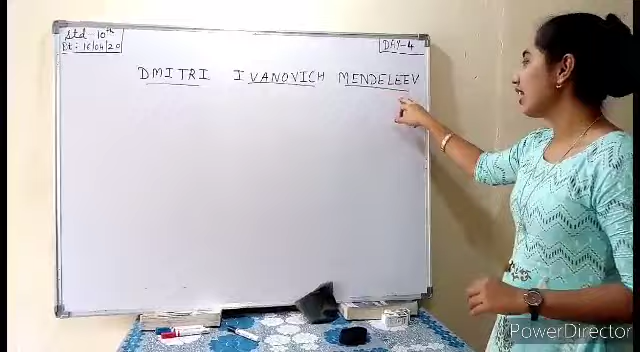 Std - 10th
Dt: 16/04/20
DAY-4
DMITRI IVANOVICH MENDELEEV
PowerDirector